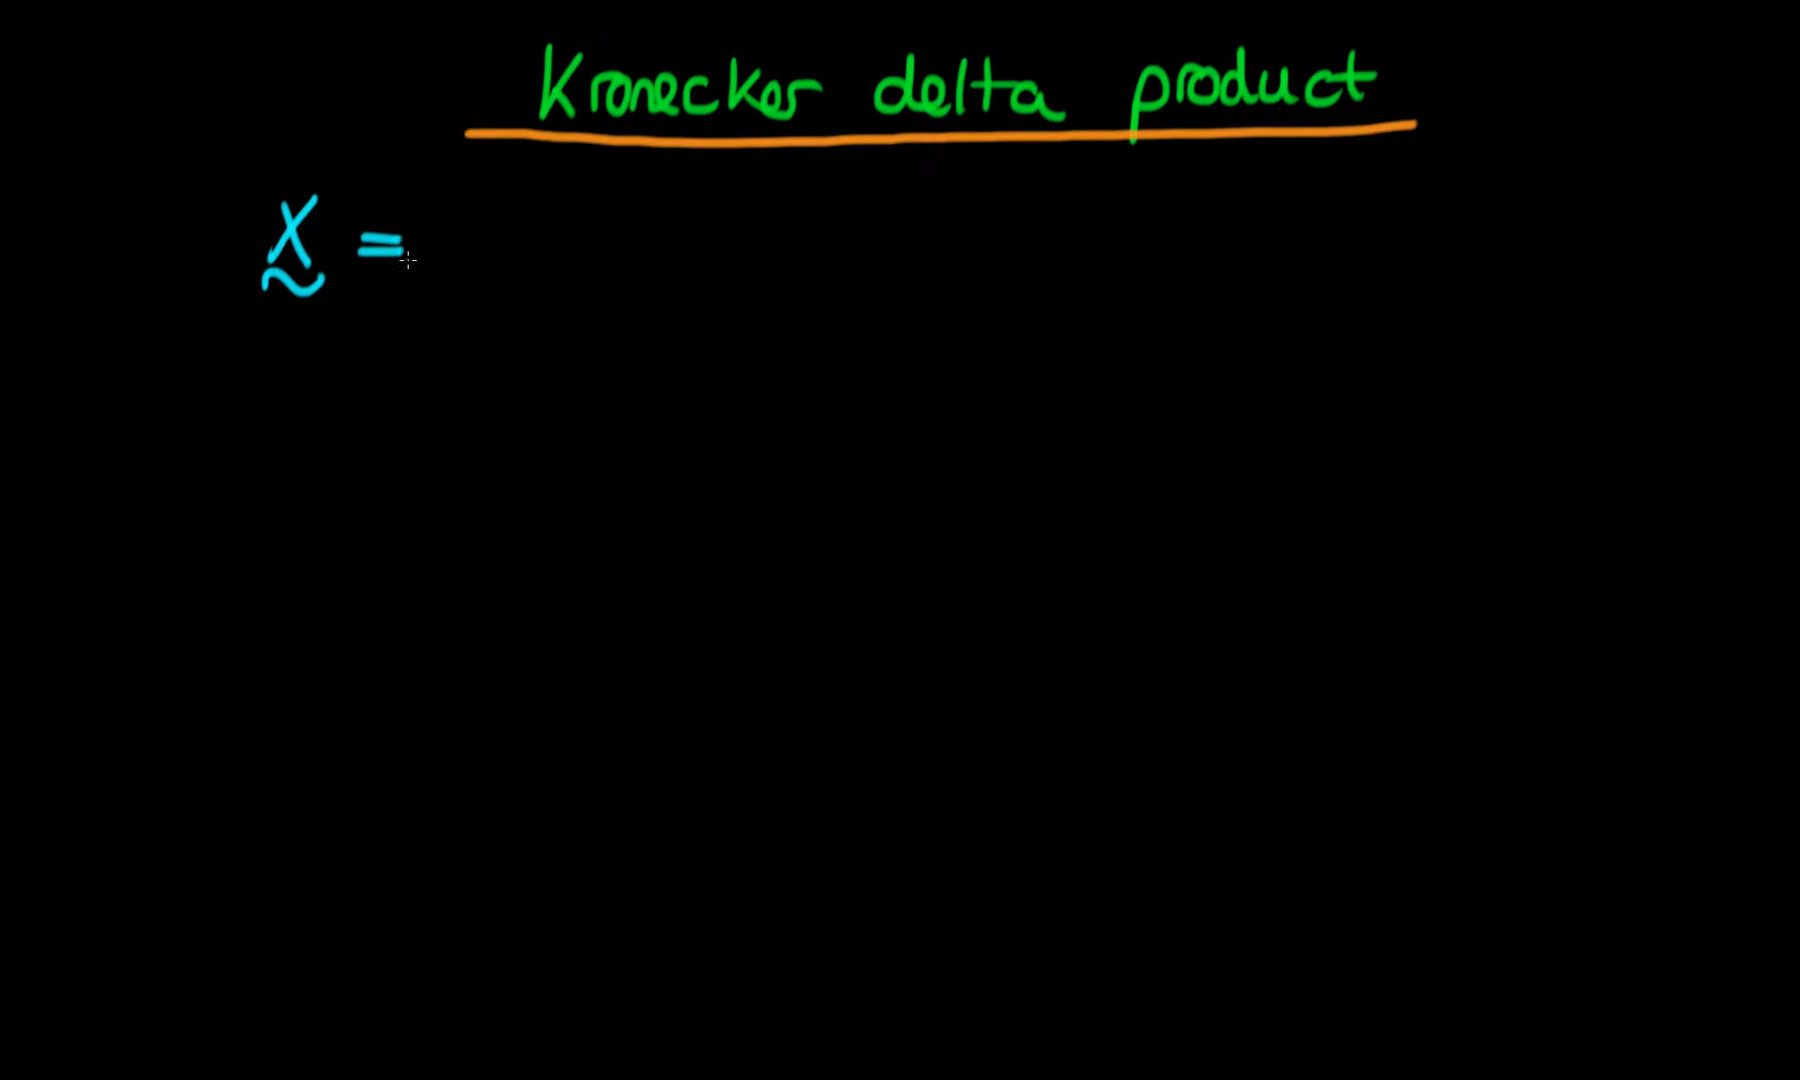 Kronecker delta product
X =